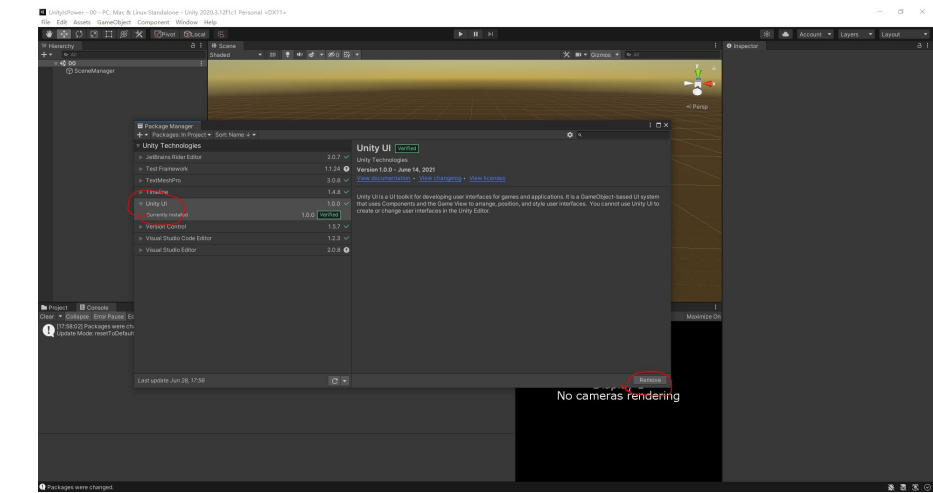 UnityIsPower - 00 - PC, Mac & Linux Standalone - Unity 2020.3.12f1c1 Personal <DX11>
File Edit Assets GameObject Component Window Help
Pivot Local
Account Layers Layout
Hierarchy
Scene
Inspector
All
Shaded 2D 0 Gizmos All
00
SceneManager
y
Persp
Package Manager
Packages: In Project Sort: Name ↓
Unity Technologies
JetBrains Rider Editor 2.0.7
Test Framework 1.1.24
TextMeshPro 3.0.6
Timeline 1.4.8
Unity UI 1.0.0
Currently installed 1.0.0 Verified
Version Control 1.5.7
Visual Studio Code Editor 1.2.3
Visual Studio Editor 2.0.8
Unity UI Verified
Unity Technologies
Version 1.0.0 - June 14, 2021
View documentation • View changelog • View licenses
Unity UI is a UI toolkit for developing user interfaces for games and applications. It is a GameObject-based UI system
that uses Components and the Game View to arrange, position, and style user interfaces. You cannot use Unity UI to
create or change user interfaces in the Unity Editor.
Last update Jun 28, 17:58
Remove
Project Console
Clear Collapse Error Pause Ed
Maximize On
[17:58:02] Packages were ch
Update Mode: resetToDefault
No cameras rendering
Packages were changed.